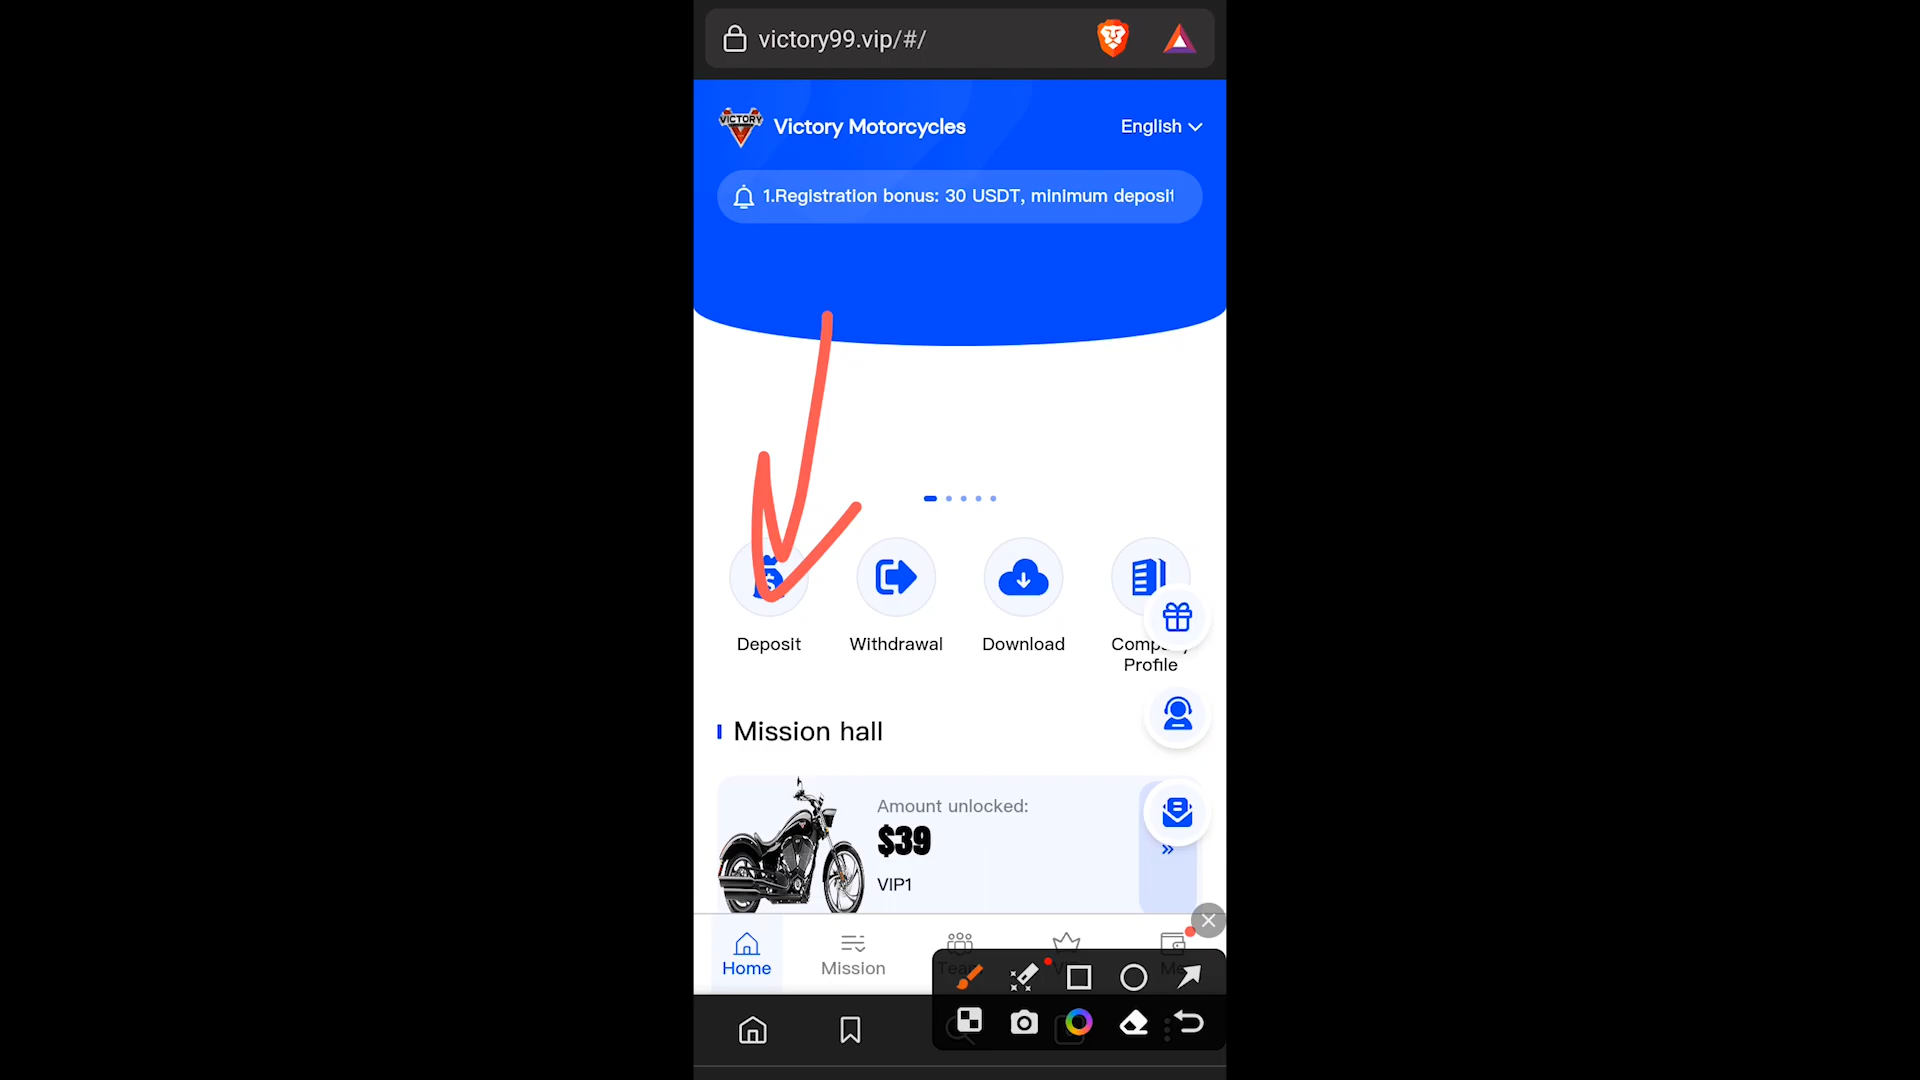 victory99.vip/#/
VICTORY
Victory Motorcycles
English
1.Registration bonus: 30 USDT, minimum deposit
Deposit
Withdrawal
Download
Company
Profile
Mission hall
Amount unlocked:
$39
VIP1
Home
Mission